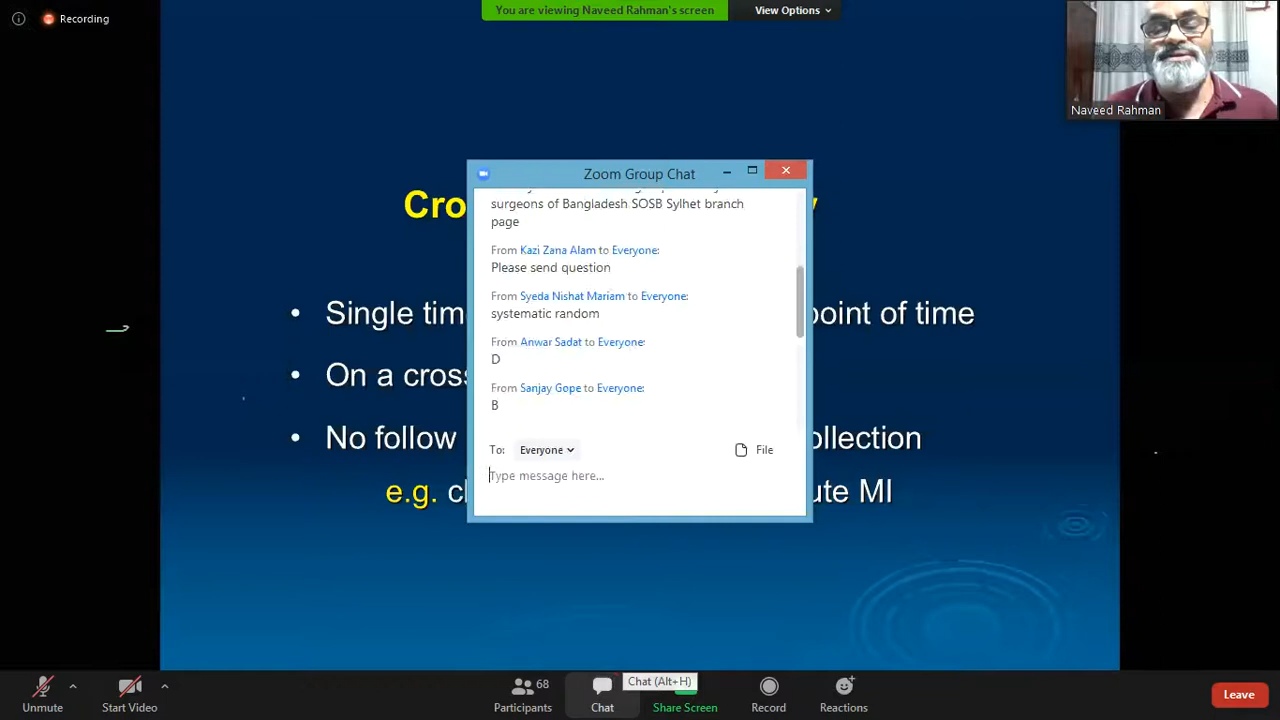 Recording
You are viewing Naveed Rahman's screen
View Options
Naveed Rahman
Zoom Group Chat
surgeons of Bangladesh SOSB Sylhet branch
page
From Kazi Zana Alam to Everyone:
Please send question
From Syeda Nishat Mariam to Everyone:
systematic random
From Anwar Sadat to Everyone:
D
From Sanjay Gope to Everyone:
B
To: Everyone
File
Type message here...
Cro
• Single tim
point of time
• On a cros
• No follow
ollection
e.g. c
ute MI
Unmute
Start Video
68
Participants
Chat
Chat (Alt+H)
Share Screen
Record
Reactions
Leave